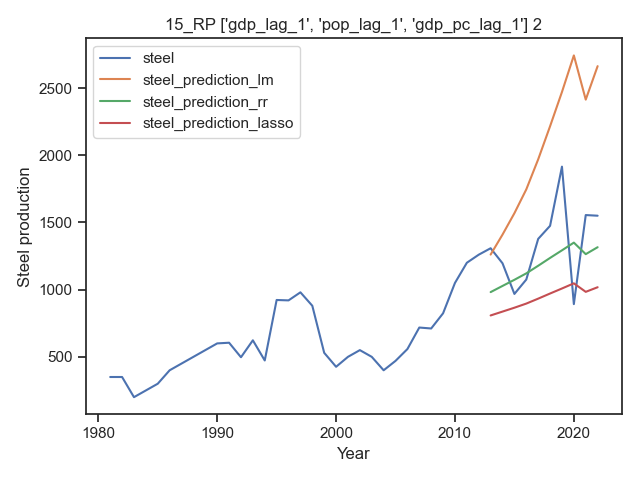 15_RP ['gdp_lag_1', 'pop_lag_1', 'gdp_pc_lag_1'] 2
steel
steel_prediction_lm
steel_prediction_rr
steel_prediction_lasso
2500
2000
1500
1000
500
Steel production
1980
1990
2000
2010
2020
Year